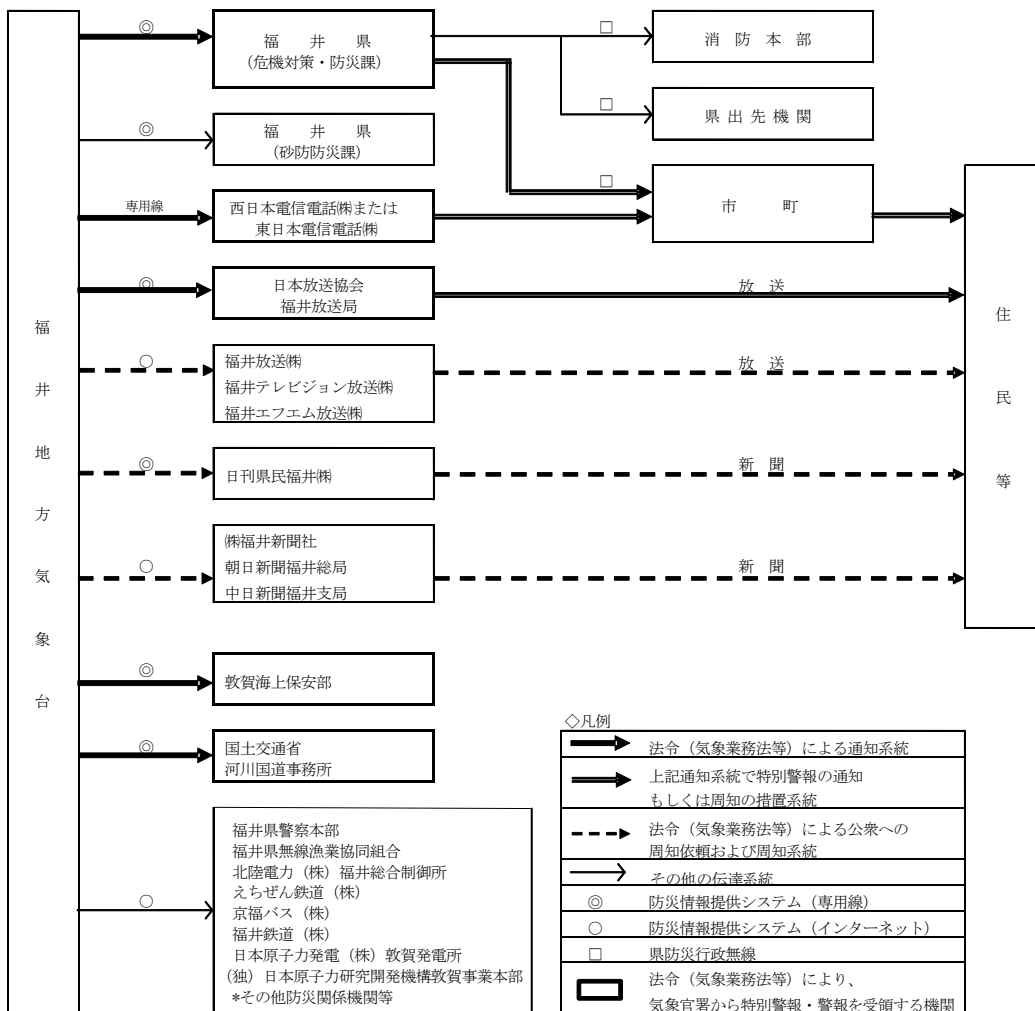 福井地方気象台
◎
福井県
(危機対策・防災課)
□
消防本部
□
県出先機関
◎
福井県
(砂防防災課)
□
市町
専用線
西日本電信電話㈱または
東日本電信電話㈱
◎
日本放送協会
福井放送局
放送
○
福井放送㈱
福井テレビジョン放送㈱
福井エフエム放送㈱
放送
◎
日刊県民福井㈱
新聞
○
㈱福井新聞社
朝日新聞福井総局
中日新聞福井支局
新聞
住民等
◎
敦賀海上保安部
◎
国土交通省
河川国道事務所
○
福井県警察本部
福井県無線漁業協同組合
北陸電力（株）福井総合制御所
えちぜん鉄道（株）
京福バス（株）
福井鉄道（株）
日本原子力発電（株）敦賀発電所
（独）日本原子力研究開発機構敦賀事業本部
*その他防災関係機関等
◇凡例
法令（気象業務法等）による通知系統
上記通知系統で特別警報の通知
もしくは周知の措置系統
法令（気象業務法等）による公衆への
周知依頼および周知系統
その他の伝達系統
◎ 防災情報提供システム（専用線）
○ 防災情報提供システム（インターネット）
□ 県防災行政無線
法令（気象業務法等）により、
気象官署から特別警報・警報を受領する機関